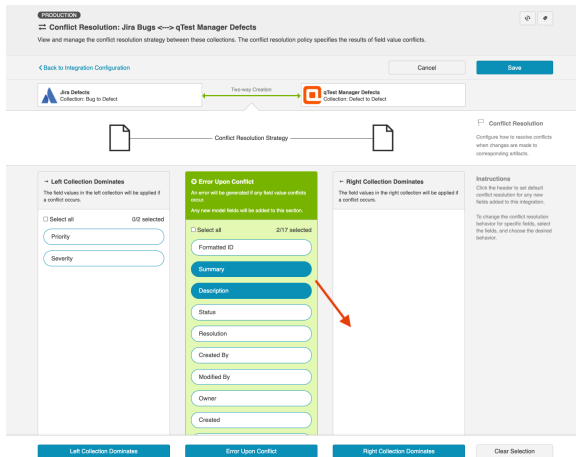 PRODUCTION
Conflict Resolution: Jira Bugs <---> qTest Manager Defects
View and manage the conflict resolution strategy between these collections. The conflict resolution policy specifies the results of field value conflicts.
Back to Integration Configuration
Cancel
Save
Jira Defects
Collection: Bug to Defect
Two-way Creation
qTest Manager Defects
Collection: Defect to Defect
Conflict Resolution Strategy
Conflict Resolution
Configure how to resolve conflicts
when changes are made to
corresponding artifacts.
Left Collection Dominates
The field values in the left collection will be applied if
a conflict occurs.
Select all
0/2 selected
Priority
Severity
Error Upon Conflict
An error will be generated if any field value conflicts
occur.
Any new model fields will be added to this section.
Select all
2/17 selected
Formatted ID
Summary
Description
Status
Resolution
Created By
Modified By
Owner
Created
Right Collection Dominates
The field values in the right collection will be applied if
a conflict occurs.
Instructions
Click the header to set default
conflict resolution for any new
fields added to this integration.
To change the conflict resolution
behavior for specific fields, select
the fields, and choose the desired
behavior.
Left Collection Dominates
Error Upon Conflict
Right Collection Dominates
Clear Selection